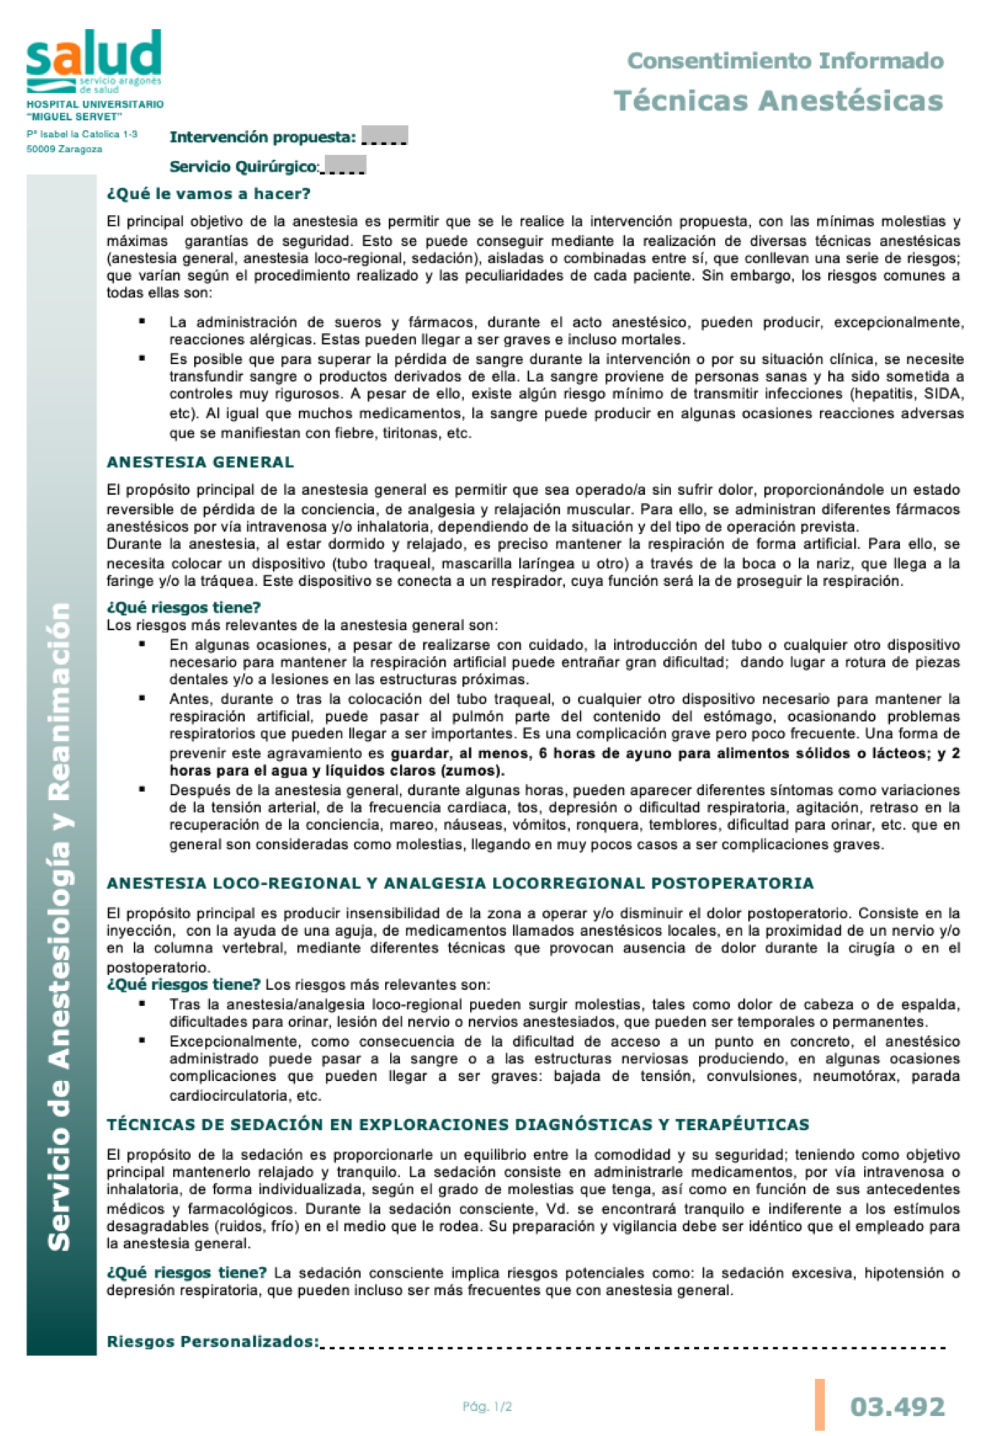 salud
servicio aragonés
de salud
HOSPITAL UNIVERSITARIO
“MIGUEL SERVET”
Pº Isabel la Catolica 1-3
50009 Zaragoza
Consentimiento Informado
Técnicas Anestésicas
Intervención propuesta:
Servicio Quirúrgico:
¿Qué le vamos a hacer?
El principal objetivo de la anestesia es permitir que se le realice la intervención propuesta, con las mínimas molestias y
máximas garantías de seguridad. Esto se puede conseguir mediante la realización de diversas técnicas anestésicas
(anestesia general, anestesia loco-regional, sedación), aisladas o combinadas entre sí, que conllevan una serie de riesgos;
que varían según el procedimiento realizado y las peculiaridades de cada paciente. Sin embargo, los riesgos comunes a
todas ellas son:
▪ La administración de sueros y fármacos, durante el acto anestésico, pueden producir, excepcionalmente,
reacciones alérgicas. Estas pueden llegar a ser graves e incluso mortales.
▪ Es posible que para superar la pérdida de sangre durante la intervención o por su situación clínica, se necesite
transfundir sangre o productos derivados de ella. La sangre proviene de personas sanas y ha sido sometida a
controles muy rigurosos. A pesar de ello, existe algún riesgo mínimo de transmitir infecciones (hepatitis, SIDA,
etc). Al igual que muchos medicamentos, la sangre puede producir en algunas ocasiones reacciones adversas
que se manifiestan con fiebre, tiritonas, etc.
ANESTESIA GENERAL
El propósito principal de la anestesia general es permitir que sea operado/a sin sufrir dolor, proporcionándole un estado
reversible de pérdida de la conciencia, de analgesia y relajación muscular. Para ello, se administran diferentes fármacos
anestésicos por vía intravenosa y/o inhalatoria, dependiendo de la situación y del tipo de operación prevista.
Durante la anestesia, al estar dormido y relajado, es preciso mantener la respiración de forma artificial. Para ello, se
necesita colocar un dispositivo (tubo traqueal, mascarilla laríngea u otro) a través de la boca o la nariz, que llega a la
faringe y/o la tráquea. Este dispositivo se conecta a un respirador, cuya función será la de proseguir la respiración.
¿Qué riesgos tiene?
Los riesgos más relevantes de la anestesia general son:
▪ En algunas ocasiones, a pesar de realizarse con cuidado, la introducción del tubo o cualquier otro dispositivo
necesario para mantener la respiración artificial puede entrañar gran dificultad; dando lugar a rotura de piezas
dentales y/o a lesiones en las estructuras próximas.
▪ Antes, durante o tras la colocación del tubo traqueal, o cualquier otro dispositivo necesario para mantener la
respiración artificial, puede pasar al pulmón parte del contenido del estómago, ocasionando problemas
respiratorios que pueden llegar a ser importantes. Es una complicación grave pero poco frecuente. Una forma de
prevenir este agravamiento es guardar, al menos, 6 horas de ayuno para alimentos sólidos o lácteos; y 2
horas para el agua y líquidos claros (zumos).
▪ Después de la anestesia general, durante algunas horas, pueden aparecer diferentes síntomas como variaciones
de la tensión arterial, de la frecuencia cardiaca, tos, depresión o dificultad respiratoria, agitación, retraso en la
recuperación de la conciencia, mareo, náuseas, vómitos, ronquera, temblores, dificultad para orinar, etc. que en
general son consideradas como molestias, llegando en muy pocos casos a ser complicaciones graves.
ANESTESIA LOCO-REGIONAL Y ANALGESIA LOCORREGIONAL POSTOPERATORIA
El propósito principal es producir insensibilidad de la zona a operar y/o disminuir el dolor postoperatorio. Consiste en la
inyección, con la ayuda de una aguja, de medicamentos llamados anestésicos locales, en la proximidad de un nervio y/o
en la columna vertebral, mediante diferentes técnicas que provocan ausencia de dolor durante la cirugía o en el
postoperatorio.
¿Qué riesgos tiene? Los riesgos más relevantes son:
▪ Tras la anestesia/analgesia loco-regional pueden surgir molestias, tales como dolor de cabeza o de espalda,
dificultades para orinar, lesión del nervio o nervios anestesiados, que pueden ser temporales o permanentes.
▪ Excepcionalmente, como consecuencia de la dificultad de acceso a un punto en concreto, el anestésico
administrado puede pasar a la sangre o a las estructuras nerviosas produciendo, en algunas ocasiones
complicaciones que pueden llegar a ser graves: bajada de tensión, convulsiones, neumotórax, parada
cardiocirculatoria, etc.
TÉCNICAS DE SEDACIÓN EN EXPLORACIONES DIAGNÓSTICAS Y TERAPÉUTICAS
El propósito de la sedación es proporcionarle un equilibrio entre la comodidad y su seguridad; teniendo como objetivo
principal mantenerlo relajado y tranquilo. La sedación consiste en administrarle medicamentos, por vía intravenosa o
inhalatoria, de forma individualizada, según el grado de molestias que tenga, así como en función de sus antecedentes
médicos y farmacológicos. Durante la sedación consciente, Vd. se encontrará tranquilo e indiferente a los estímulos
desagradables (ruidos, frío) en el medio que le rodea. Su preparación y vigilancia debe ser idéntico que el empleado para
la anestesia general.
¿Qué riesgos tiene? La sedación consciente implica riesgos potenciales como: la sedación excesiva, hipotensión o
depresión respiratoria, que pueden incluso ser más frecuentes que con anestesia general.
Riesgos Personalizados:
Servicio de Anestesiología y Reanimación
Pág. 1/2
03.492